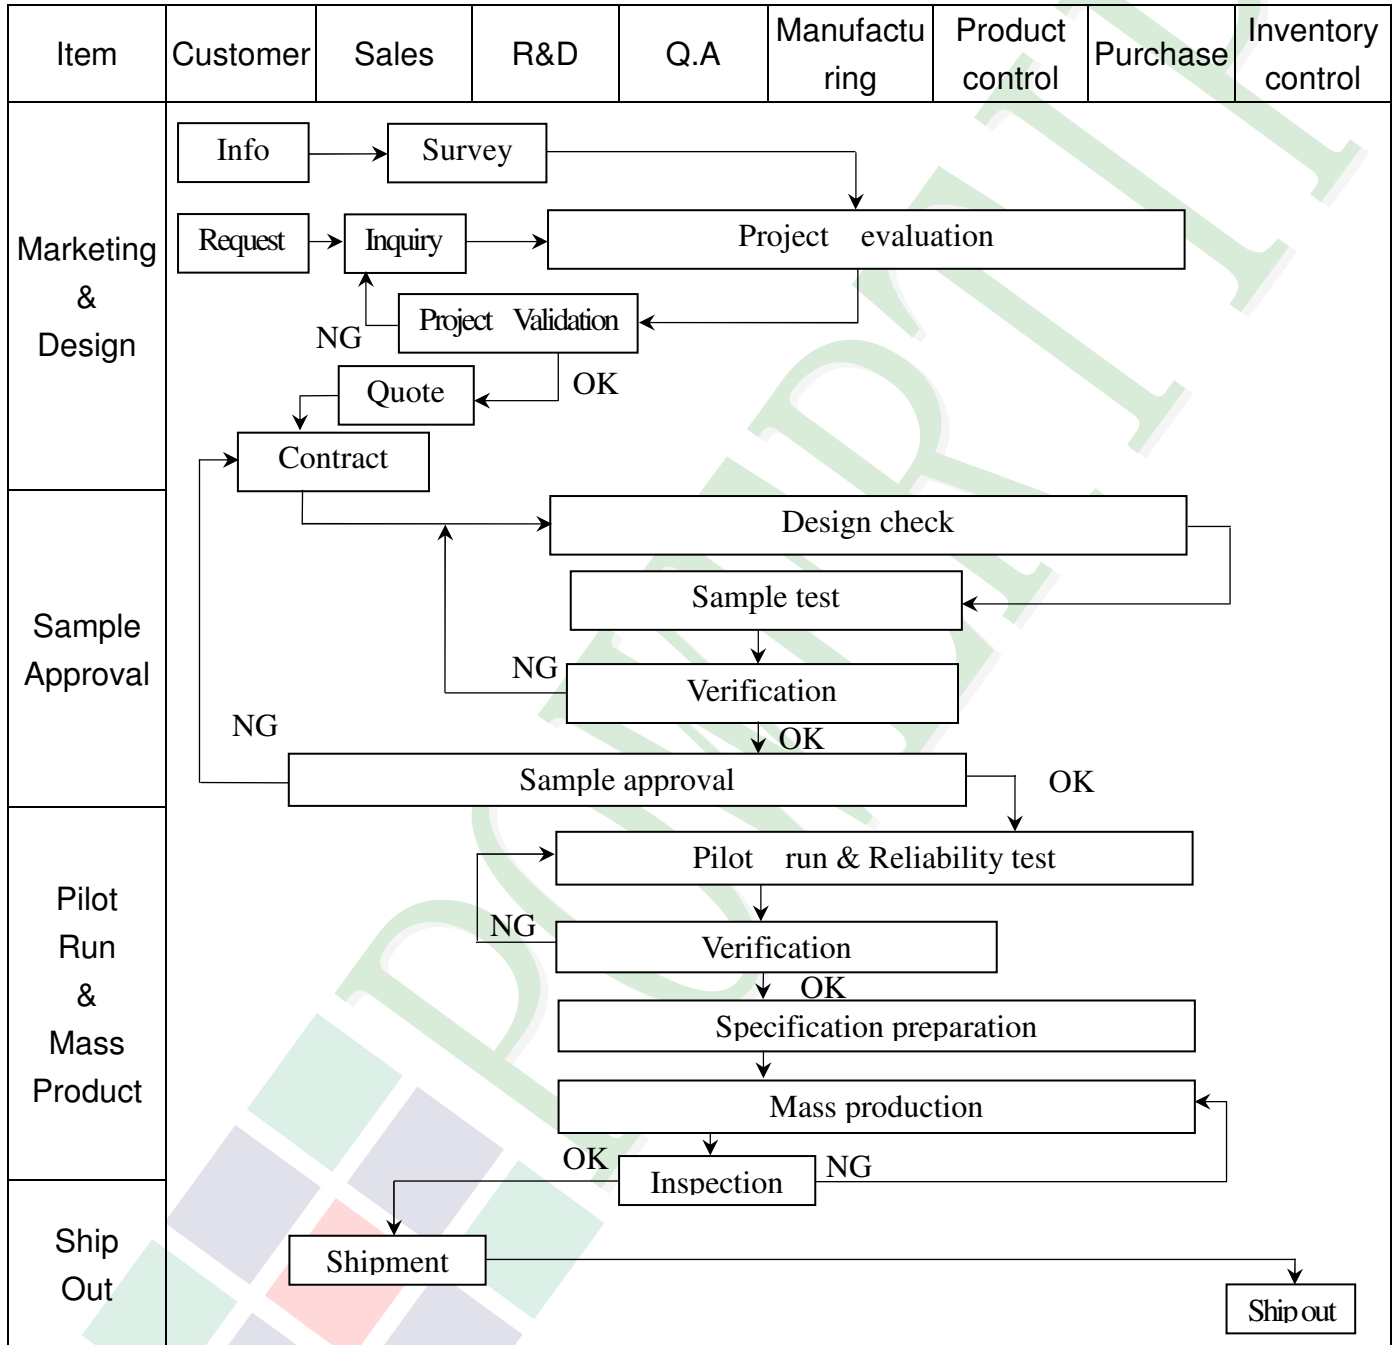 Item
Customer
Sales
R&D
Q.A
Manufactu
ring
Product
control
Purchase
Inventory
control
Marketing
&
Design
Info
Survey
Request
Inquiry
Project evaluation
NG
Project Validation
Quote
OK
Contract
Sample
Approval
Design check
Sample test
NG
Verification
NG
OK
Sample approval
OK
Pilot
Run
&
Mass
Product
Pilot run & Reliability test
NG
Verification
OK
Specification preparation
Mass production
OK
Inspection
NG
Ship
Out
Shipment
Ship out
POWERTIP